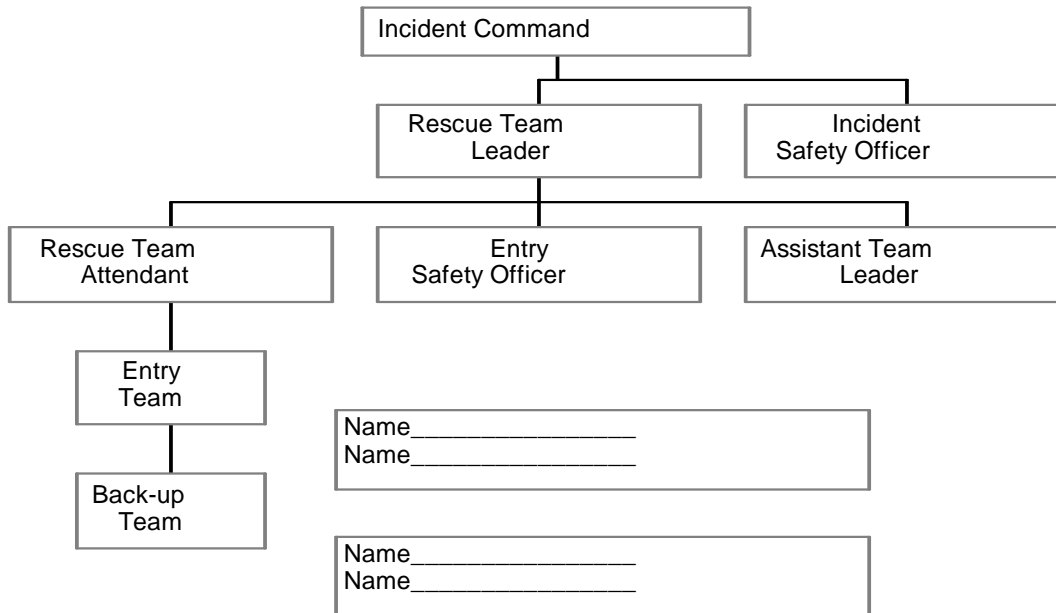 Incident Command
Rescue Team
Leader
Incident
Safety Officer
Rescue Team
Attendant
Entry
Safety Officer
Assistant Team
Leader
Entry
Team
Name________________
Name________________
Back-up
Team
Name________________
Name________________